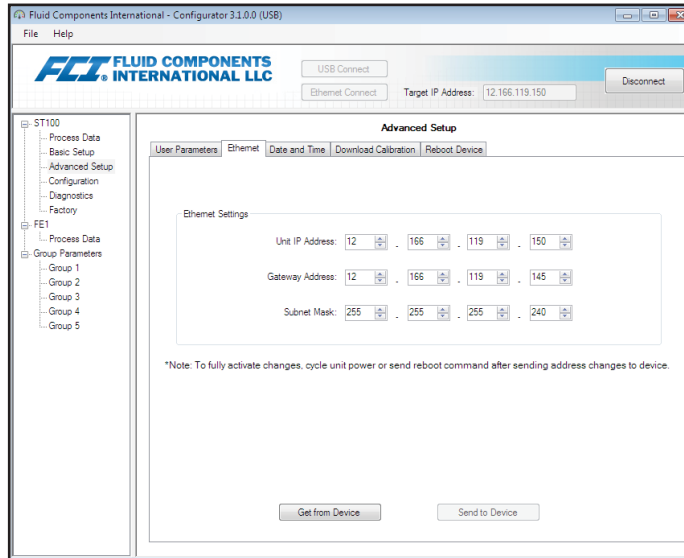 Fluid Components International - Configurator 3.1.0.0 (USB)
File Help
FCI® FLUID COMPONENTS
INTERNATIONAL LLC
USB Connect
Ethernet Connect
Target IP Address: 12.166.119.150
Disconnect
ST100
Process Data
Basic Setup
Advanced Setup
Configuration
Diagnostics
Factory
FE1
Process Data
Group Parameters
Group 1
Group 2
Group 3
Group 4
Group 5
Advanced Setup
User Parameters Ethernet Date and Time Download Calibration Reboot Device
Ethernet Settings
Unit IP Address: 12 . 166 . 119 . 150
Gateway Address: 12 . 166 . 119 . 145
Subnet Mask: 255 . 255 . 255 . 240
*Note: To fully activate changes, cycle unit power or send reboot command after sending address changes to device.
Get from Device
Send to Device